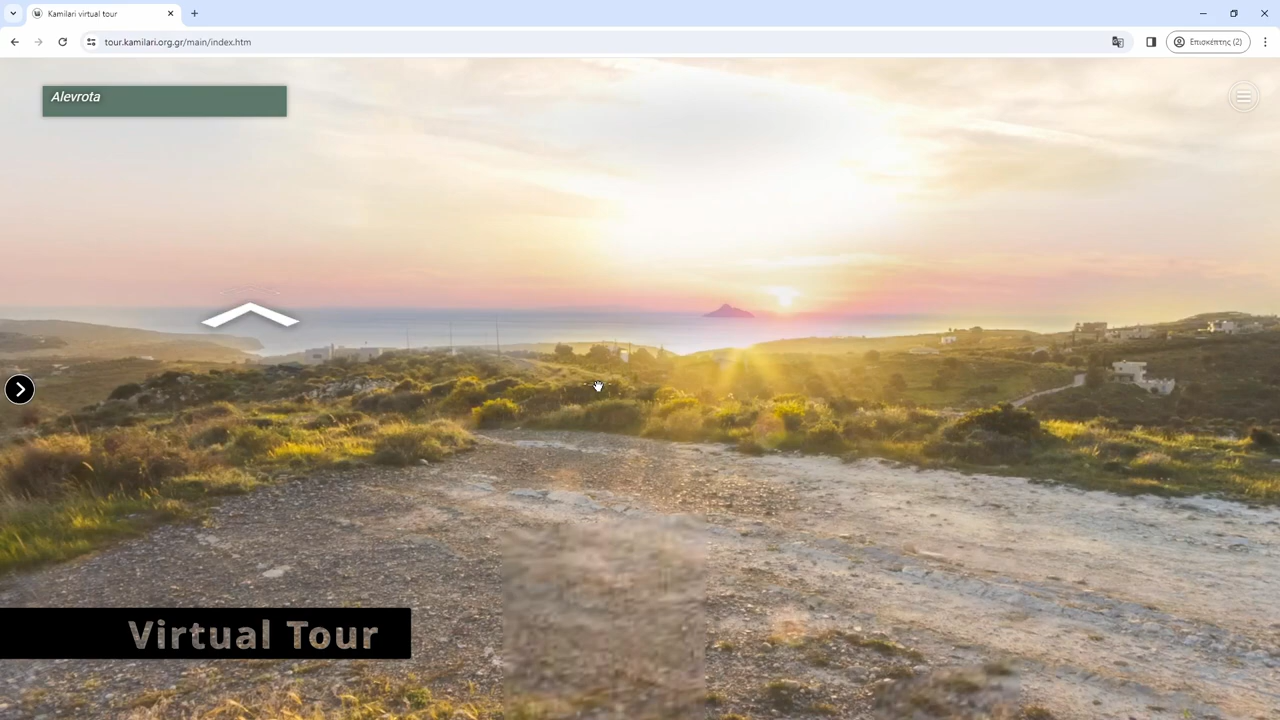 Kamilari virtual tour
tour.kamilari.org.gr/main/index.htm
Επισκέπτης (2)
Alevrota
Virtual Tour